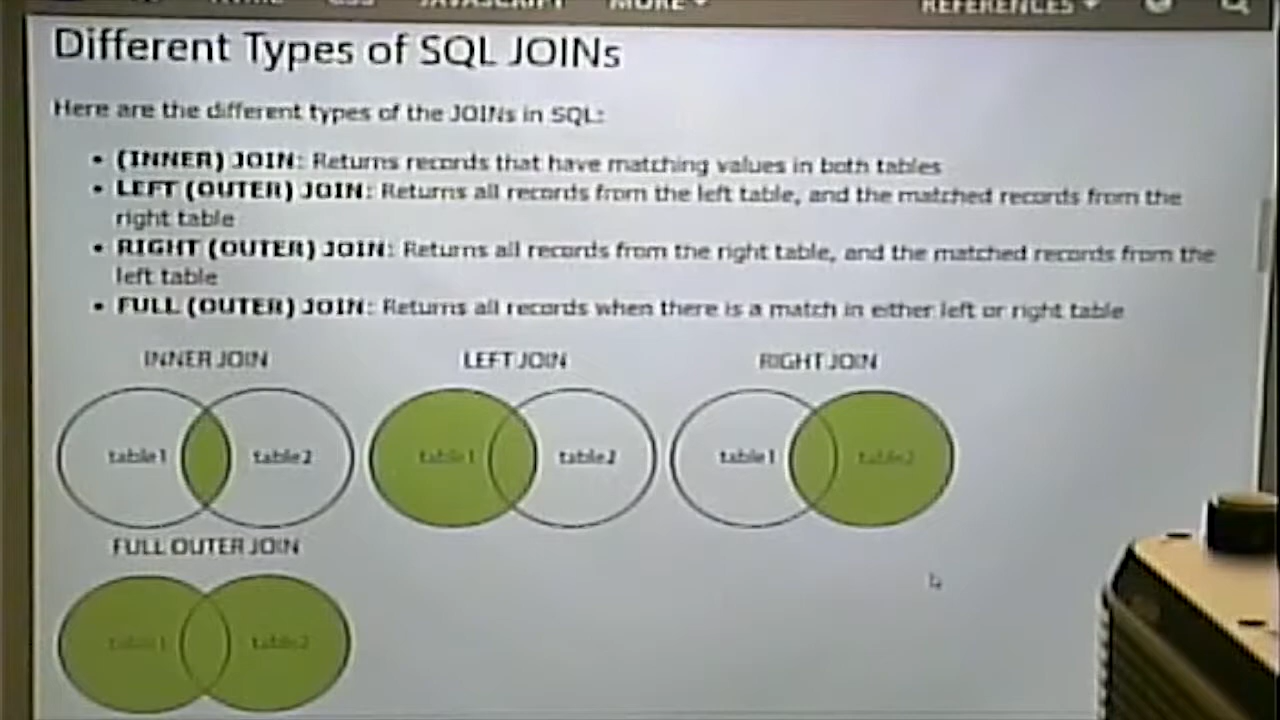 HTML CSS JAVASCRIPT MORE REFERENCES
Different Types of SQL JOINs
Here are the different types of the JOINs in SQL:
• (INNER) JOIN: Returns records that have matching values in both tables
• LEFT (OUTER) JOIN: Returns all records from the left table, and the matched records from the
right table
• RIGHT (OUTER) JOIN: Returns all records from the right table, and the matched records from the
left table
• FULL (OUTER) JOIN: Returns all records when there is a match in either left or right table
INNER JOIN LEFT JOIN RIGHT JOIN
table1 table2 table1 table2 table1 table2
FULL OUTER JOIN
table1 table2